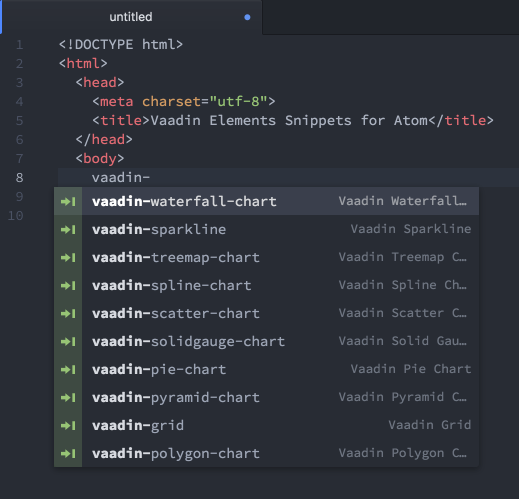 untitled
1 <!DOCTYPE html>
2 <html>
3 <head>
4 <meta charset="utf-8">
5 <title>Vaadin Elements Snippets for Atom</title>
6 </head>
7 <body>
8 vaadin-
9
10
vaadin-waterfall-chart Vaadin Waterfall…
vaadin-sparkline Vaadin Sparkline
vaadin-treemap-chart Vaadin Treemap C…
vaadin-spline-chart Vaadin Spline Ch…
vaadin-scatter-chart Vaadin Scatter C…
vaadin-solidgauge-chart Vaadin Solid Gau…
vaadin-pie-chart Vaadin Pie Chart
vaadin-pyramid-chart Vaadin Pyramid C…
vaadin-grid Vaadin Grid
vaadin-polygon-chart Vaadin Polygon C…